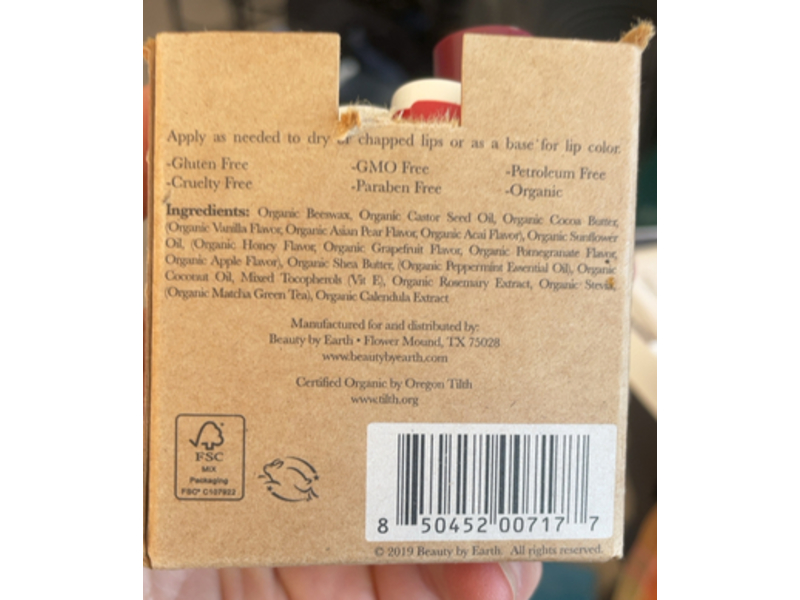 Apply as needed to dry or chapped lips or as a base for lip color.
-Gluten Free -GMO Free -Petroleum Free
-Cruelty Free -Paraben Free -Organic
Ingredients: Organic Beeswax, Organic Castor Seed Oil, Organic Cocoa Butter,
(Organic Vanilla Flavor, Organic Asian Pear Flavor, Organic Acai Flavor), Organic Sunflower
Oil, (Organic Honey Flavor, Organic Grapefruit Flavor, Organic Pomegranate Flavor,
Organic Apple Flavor), Organic Shea Butter, (Organic Peppermint Essential Oil), Organic
Coconut Oil, Mixed Tocopherols (Vit E), Organic Rosemary Extract, Organic Stevia,
(Organic Matcha Green Tea), Organic Calendula Extract
Manufactured for and distributed by:
Beauty by Earth • Flower Mound, TX 75028
www.beautybyearth.com
Certified Organic by Oregon Tilth
www.tilth.org
FSC
MIX
Packaging
FSC® C107922
8 50452 00717 7
© 2019 Beauty by Earth. All rights reserved.